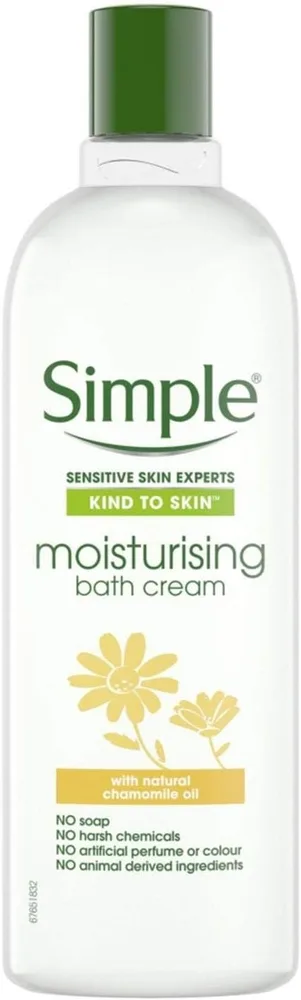 Simple®
SENSITIVE SKIN EXPERTS
KIND TO SKIN™
moisturising
bath cream
with natural
chamomile oil
NO soap
NO harsh chemicals
NO artificial perfume or colour
NO animal derived ingredients
67651832